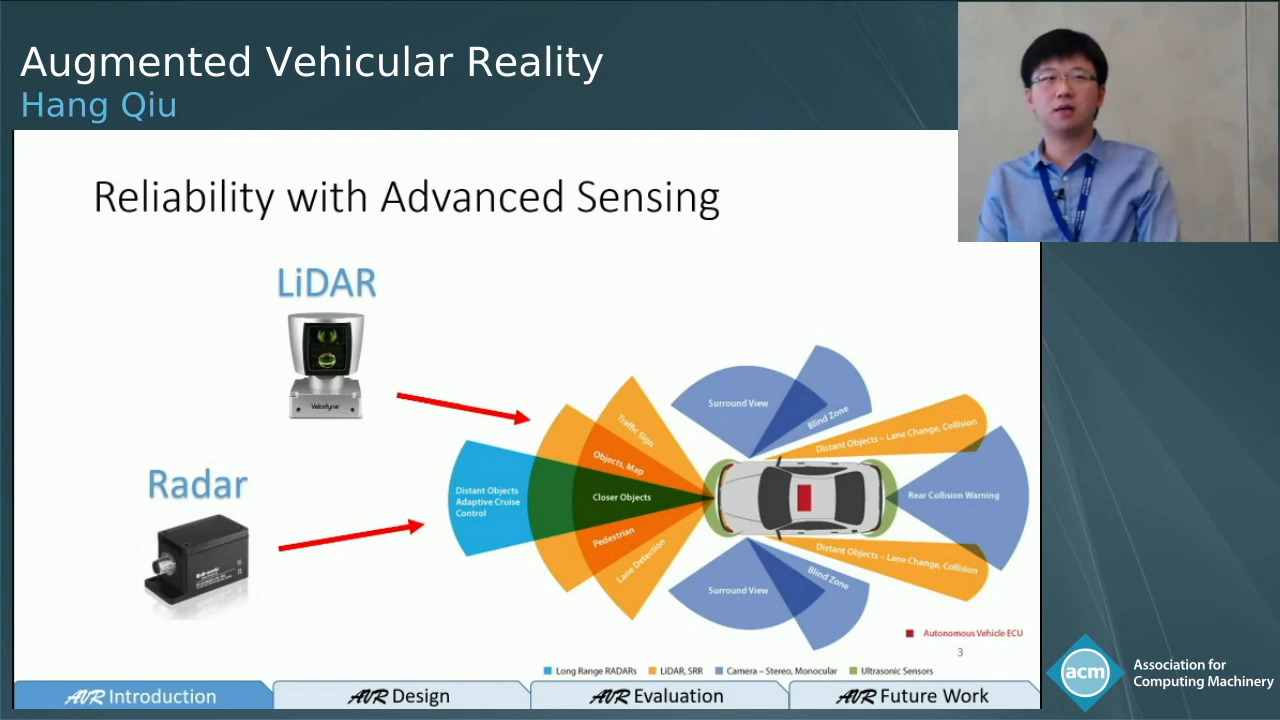 Augmented Vehicular Reality
Hang Qiu
Reliability with Advanced Sensing
LiDAR
Velodyne
Radar
Traffic Sign
Objects, Map
Closer Objects
Pedestrian
Lane Detection
Distant Objects
Adaptive Cruise
Control
Surround View
Blind Zone
Distant Objects – Lane Change, Collision
Rear Collision Warning
Distant Objects – Lane Change, Collision
Surround View
Blind Zone
Autonomous Vehicle ECU
3
Long Range RADARs
LiDAR, SRR
Camera – Stereo, Monocular
Ultrasonic Sensors
AVR Introduction
AVR Design
AVR Evaluation
AVR Future Work
acm
Association for
Computing Machinery